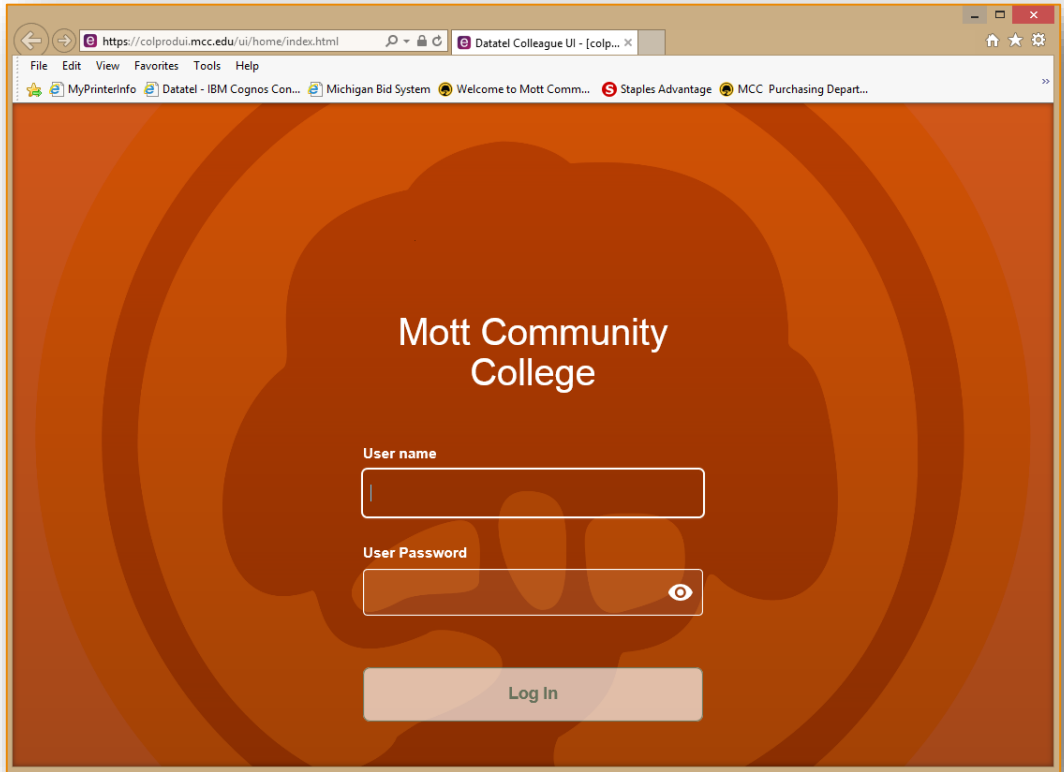 https://colprodui.mcc.edu/ui/home/index.html
Datatel Colleague UI - [colp...
File Edit View Favorites Tools Help
MyPrinterInfo Datatel - IBM Cognos Con... Michigan Bid System Welcome to Mott Comm... Staples Advantage MCC Purchasing Depart...
Mott Community
College
User name
User Password
Log In